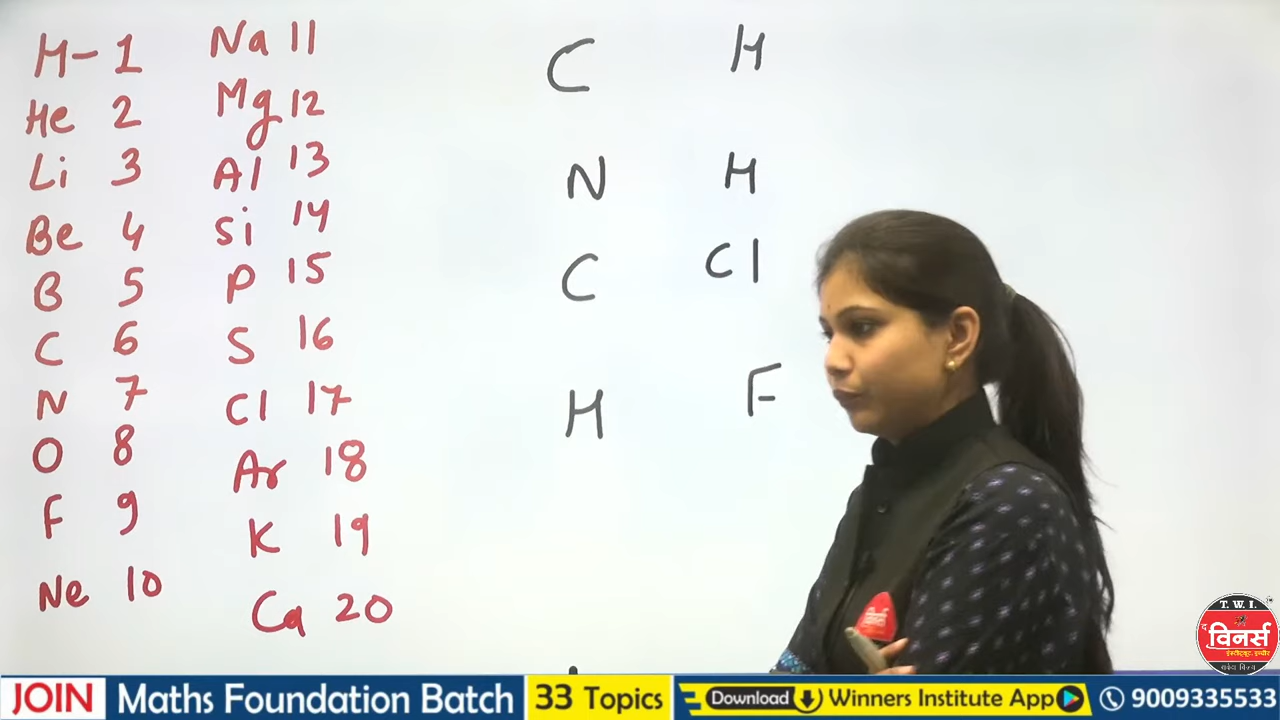 H- 1
He 2
Li 3
Be 4
B 5
C 6
N 7
O 8
F 9
Ne 10
Na 11
Mg 12
Al 13
Si 14
P 15
S 16
Cl 17
Ar 18
K 19
Ca 20
C H
N H
C Cl
H F
विनर्स
T. W. I.
द
विनर्स
इंस्टीट्यूट, इन्दौर
JOIN Maths Foundation Batch 33 Topics Download Winners Institute App 9009335533